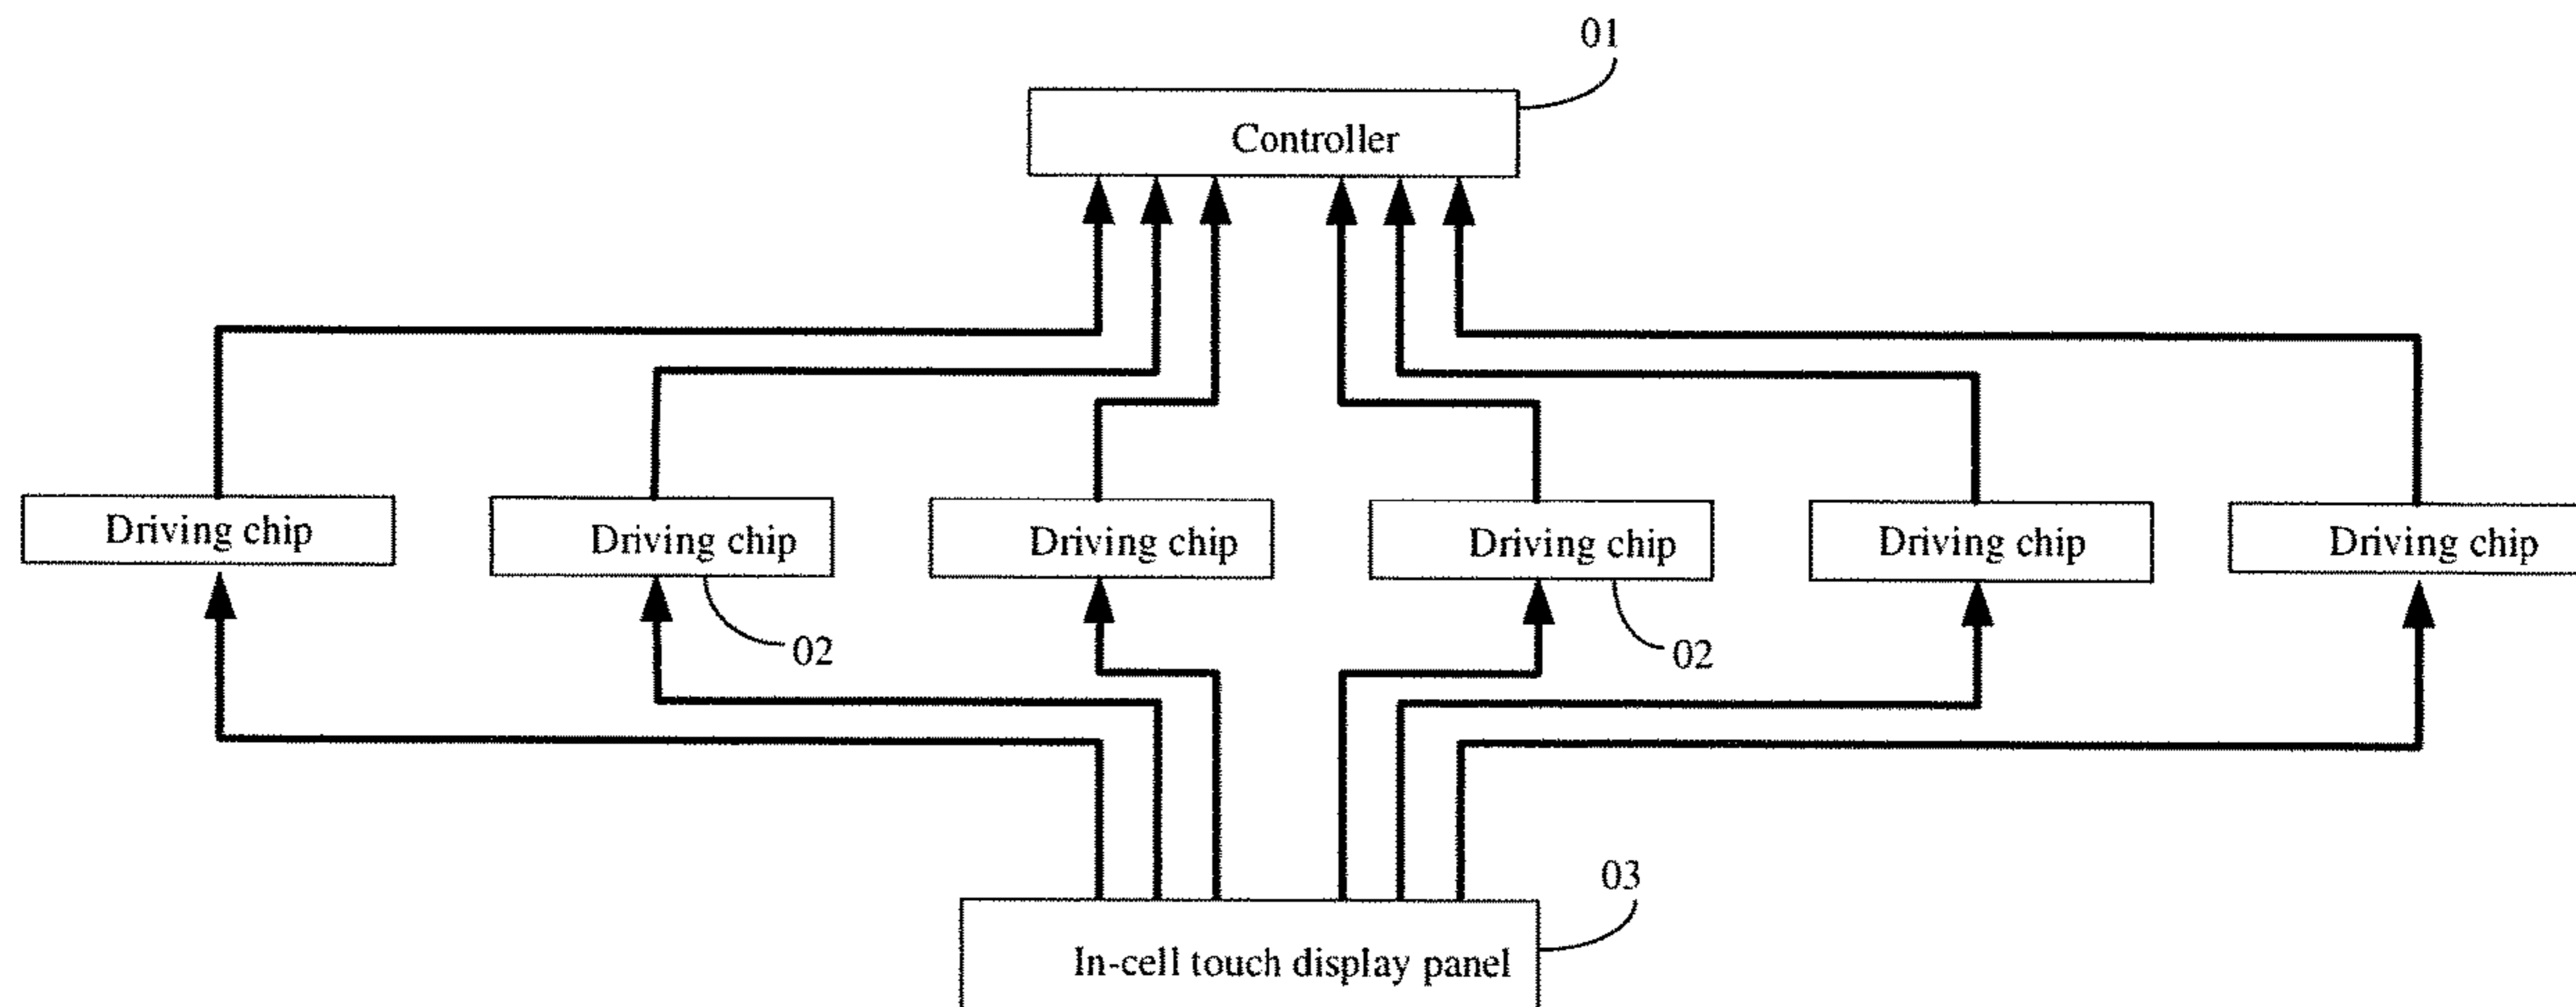 01
Controller
Driving chip
Driving chip
Driving chip
Driving chip
Driving chip
Driving chip
02
02
03
In-cell touch display panel